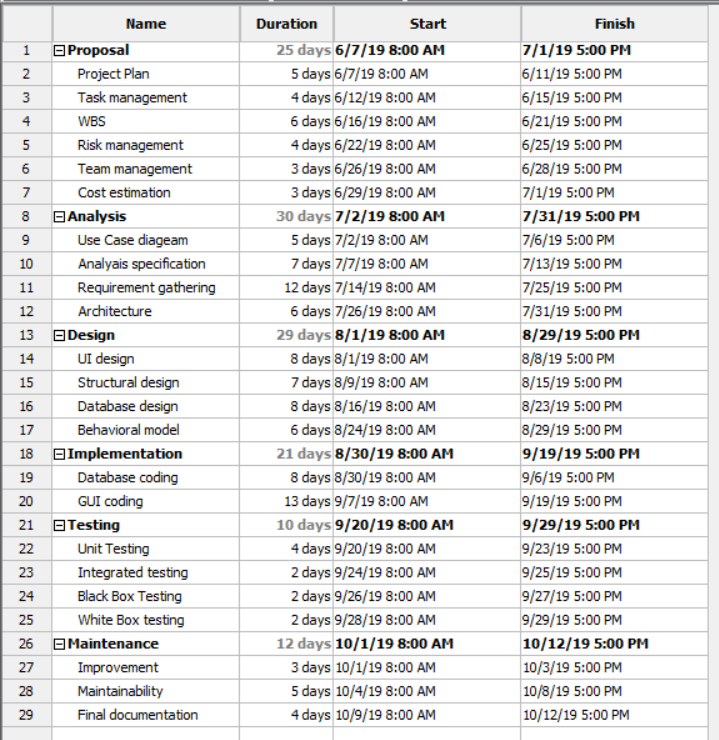 Name Duration Start Finish
1 Proposal 25 days 6/7/19 8:00 AM 7/1/19 5:00 PM
2 Project Plan 5 days 6/7/19 8:00 AM 6/11/19 5:00 PM
3 Task management 4 days 6/12/19 8:00 AM 6/15/19 5:00 PM
4 WBS 6 days 6/16/19 8:00 AM 6/21/19 5:00 PM
5 Risk management 4 days 6/22/19 8:00 AM 6/25/19 5:00 PM
6 Team management 3 days 6/26/19 8:00 AM 6/28/19 5:00 PM
7 Cost estimation 3 days 6/29/19 8:00 AM 7/1/19 5:00 PM
8 Analysis 30 days 7/2/19 8:00 AM 7/31/19 5:00 PM
9 Use Case diageam 5 days 7/2/19 8:00 AM 7/6/19 5:00 PM
10 Analyais specification 7 days 7/7/19 8:00 AM 7/13/19 5:00 PM
11 Requirement gathering 12 days 7/14/19 8:00 AM 7/25/19 5:00 PM
12 Architecture 6 days 7/26/19 8:00 AM 7/31/19 5:00 PM
13 Design 29 days 8/1/19 8:00 AM 8/29/19 5:00 PM
14 UI design 8 days 8/1/19 8:00 AM 8/8/19 5:00 PM
15 Structural design 7 days 8/9/19 8:00 AM 8/15/19 5:00 PM
16 Database design 8 days 8/16/19 8:00 AM 8/23/19 5:00 PM
17 Behavioral model 6 days 8/24/19 8:00 AM 8/29/19 5:00 PM
18 Implementation 21 days 8/30/19 8:00 AM 9/19/19 5:00 PM
19 Database coding 8 days 8/30/19 8:00 AM 9/6/19 5:00 PM
20 GUI coding 13 days 9/7/19 8:00 AM 9/19/19 5:00 PM
21 Testing 10 days 9/20/19 8:00 AM 9/29/19 5:00 PM
22 Unit Testing 4 days 9/20/19 8:00 AM 9/23/19 5:00 PM
23 Integrated testing 2 days 9/24/19 8:00 AM 9/25/19 5:00 PM
24 Black Box Testing 2 days 9/26/19 8:00 AM 9/27/19 5:00 PM
25 White Box testing 2 days 9/28/19 8:00 AM 9/29/19 5:00 PM
26 Maintenance 12 days 10/1/19 8:00 AM 10/12/19 5:00 PM
27 Improvement 3 days 10/1/19 8:00 AM 10/3/19 5:00 PM
28 Maintainability 5 days 10/4/19 8:00 AM 10/8/19 5:00 PM
29 Final documentation 4 days 10/9/19 8:00 AM 10/12/19 5:00 PM